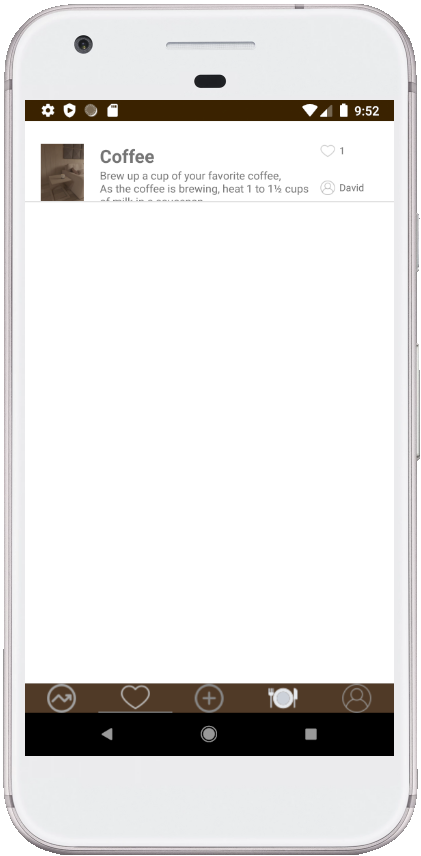 9:52
Coffee
1
Brew up a cup of your favorite coffee,
As the coffee is brewing, heat 1 to 1½ cups
David